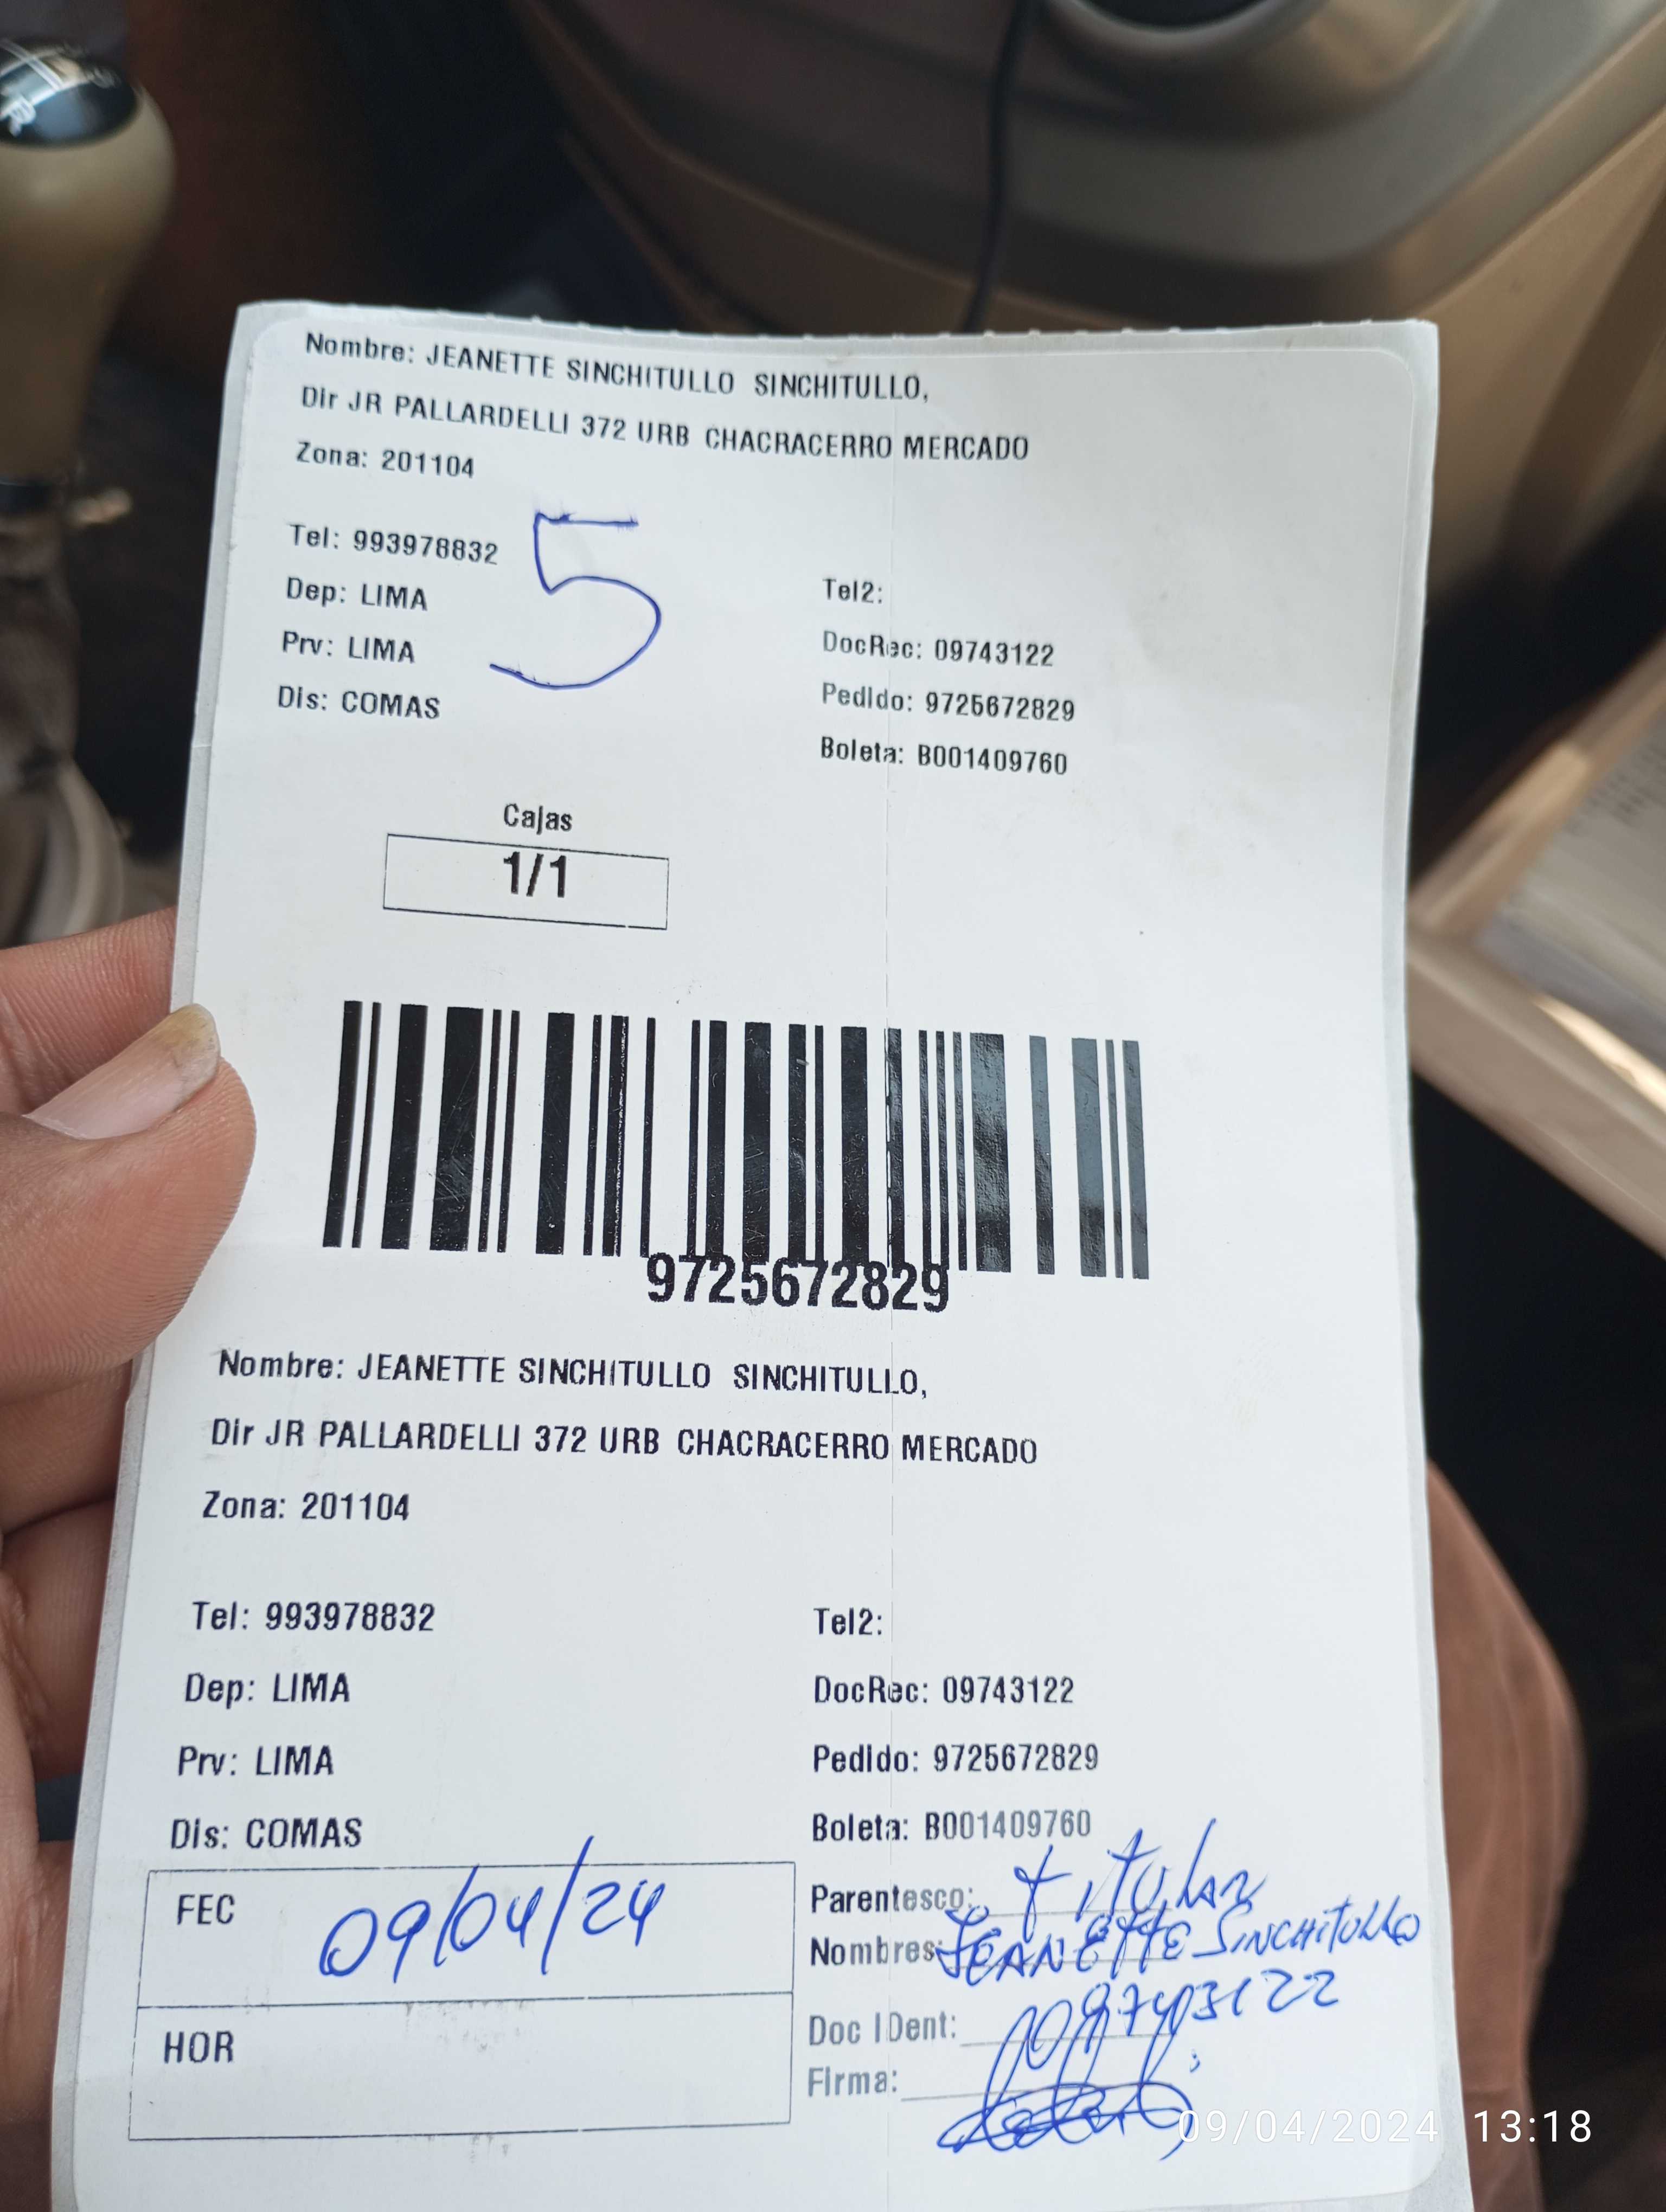 Nombre: JEANETTE SINCHITULLO SINCHITULLO,
Dir JR PALLARDELLI 372 URB CHACRACERRO MERCADO
Zona: 201104
5
Tel: 993978832
Tel2:
Dep: LIMA
DocRec: 09743122
Prv: LIMA
Pedido: 9725672829
Dis: COMAS
Boleta: B001409760
Cajas
1/1
9725672829
Nombre: JEANETTE SINCHITULLO SINCHITULLO,
Dir JR PALLARDELLI 372 URB CHACRACERRO MERCADO
Zona: 201104
Tel: 993978832
Tel2:
Dep: LIMA
DocRec: 09743122
Prv: LIMA
Pedido: 9725672829
Dis: COMAS
Boleta: B001409760
FEC 09/04/24
Parentesco: titular
Nombres: JEANETTE SINCHITULLO
HOR
Doc IDent: 09743122
Firma:
09/04/2024 13:18